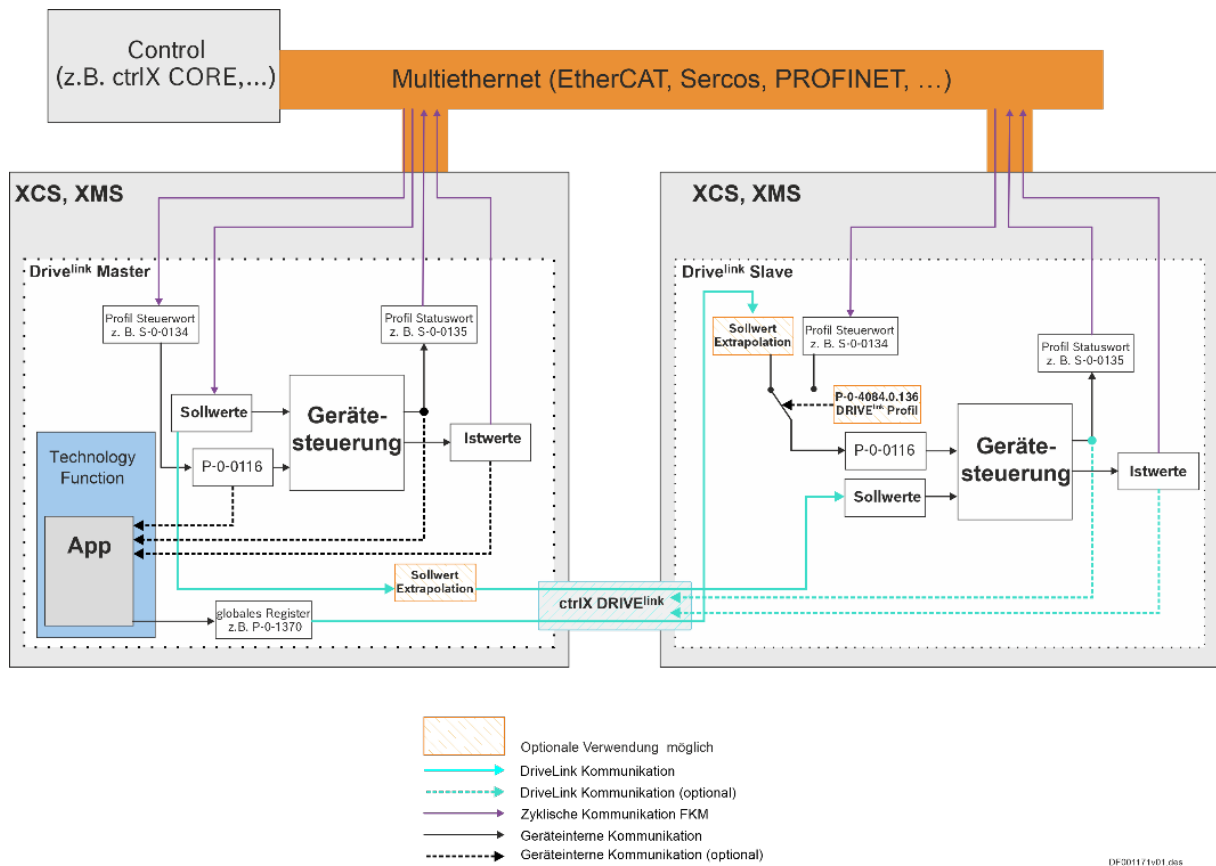 Control
(z.B. ctrlX CORE,...)
Multiethernet (EtherCAT, Sercos, PROFINET, ...)
XCS, XMS
Drivelink Master
Profil Steuerwort
z. B. S-0-0134
Profil Statuswort
z. B. S-0-0135
Sollwerte
Geräte-
steuerung
Istwerte
P-0-0116
Technology
Function
App
Sollwert
Extrapolation
globales Register
z.B. P-0-1370
ctrlX DRIVElink
XCS, XMS
Drivelink Slave
Sollwert
Extrapolation
Profil Steuerwort
z. B. S-0-0134
Profil Statuswort
z. B. S-0-0135
P-0-4084.0.136
DRIVElink Profil
P-0-0116
Geräte-
steuerung
Istwerte
Sollwerte
Optionale Verwendung möglich
DriveLink Kommunikation
DriveLink Kommunikation (optional)
Zyklische Kommunikation FKM
Geräteinterne Kommunikation
Geräteinterne Kommunikation (optional)
DF001171v01.des